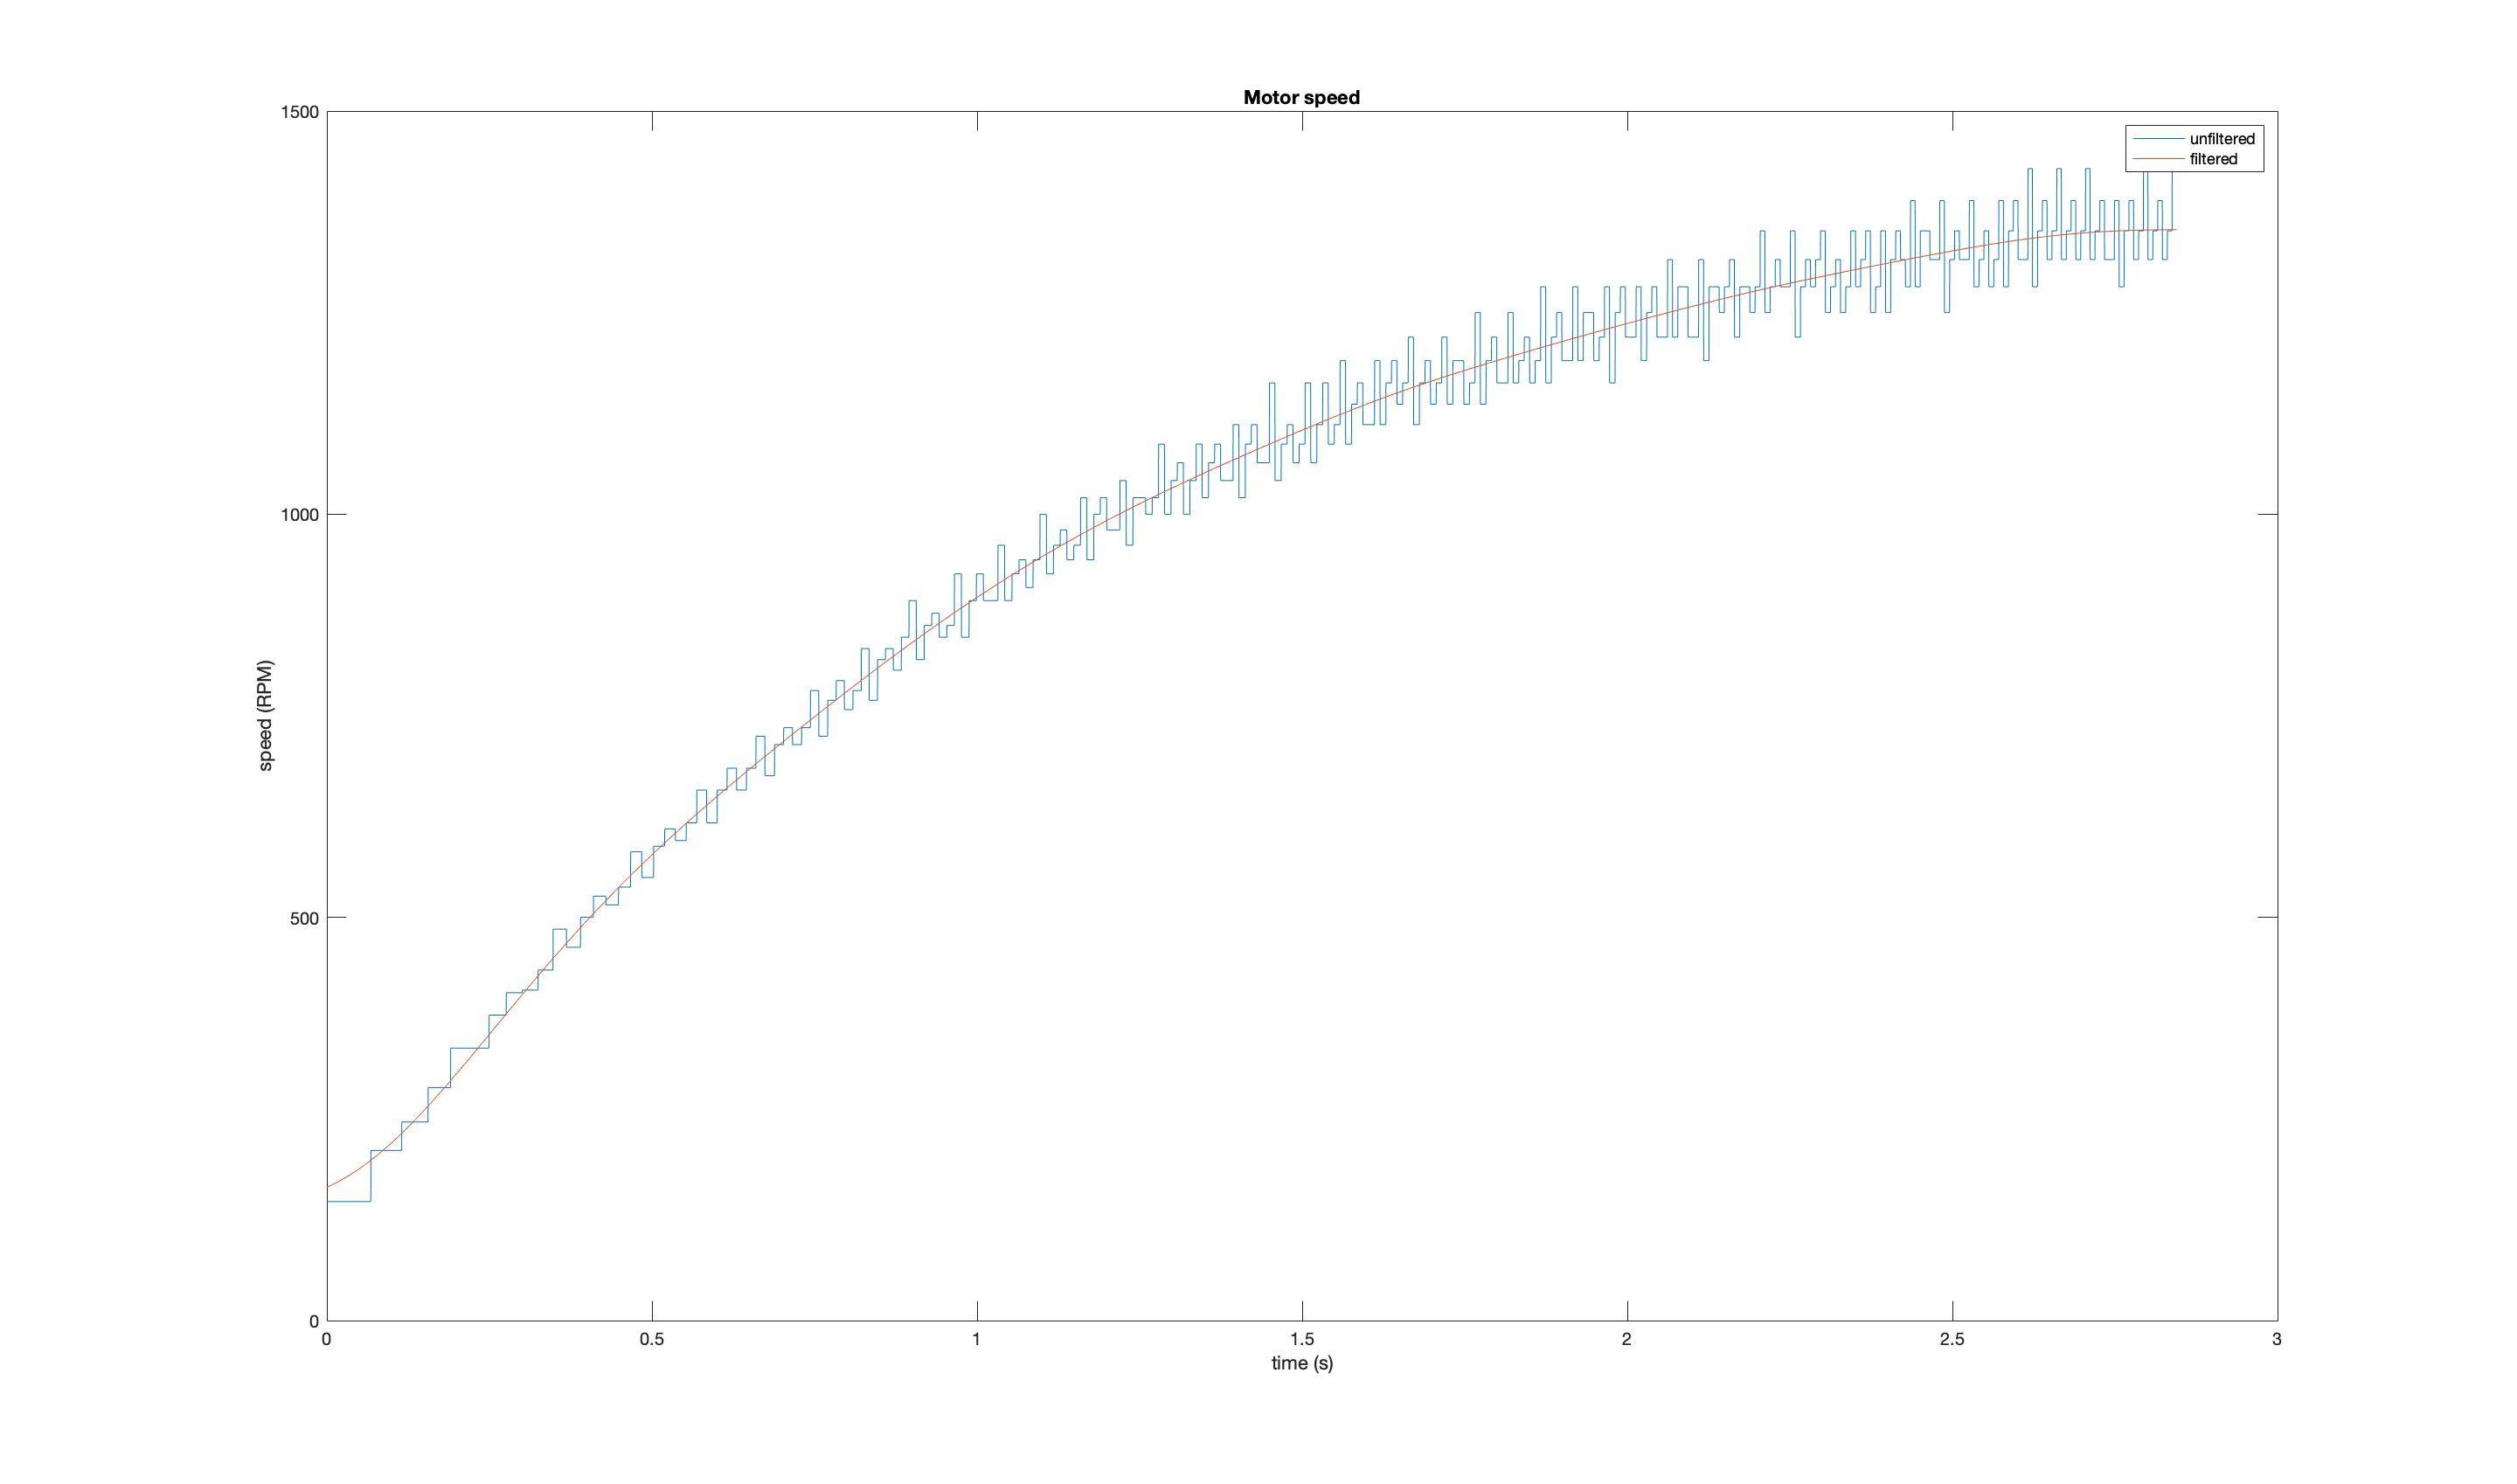 Motor speed
1500
unfiltered
filtered
1000
speed (RPM)
500
0
0 0.5 1 1.5 2 2.5 3
time (s)